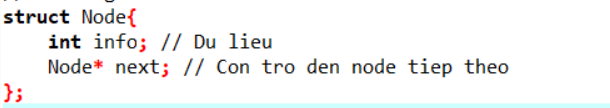 struct Node{
    int info; // Du lieu
    Node* next; // Con tro den node tiep theo
};